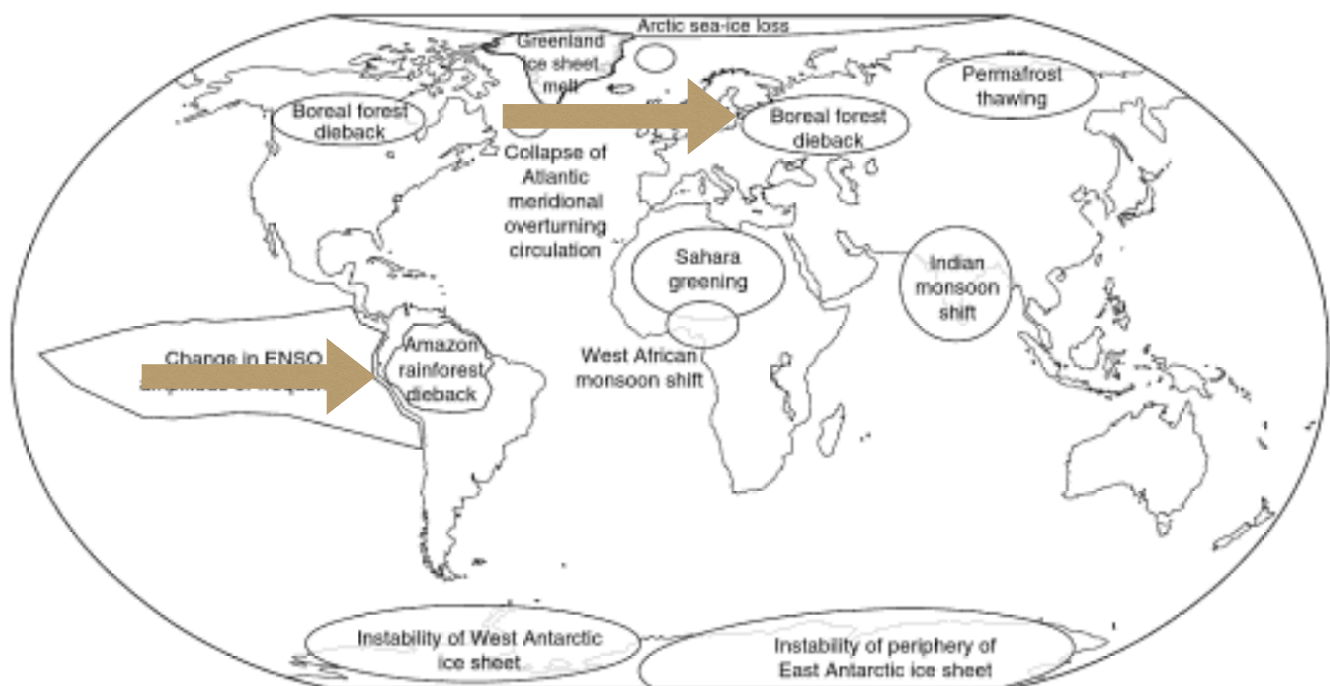 Arctic sea-ice loss
Greenland
ice sheet
melt
Permafrost
thawing
Boreal forest
dieback
Boreal forest
dieback
Collapse of
Atlantic
meridional
overturning
circulation
Sahara
greening
Indian
monsoon
shift
West African
monsoon shift
Change in ENSO
Amazon
rainforest
dieback
Instability of West Antarctic
ice sheet
Instability of periphery of
East Antarctic ice sheet